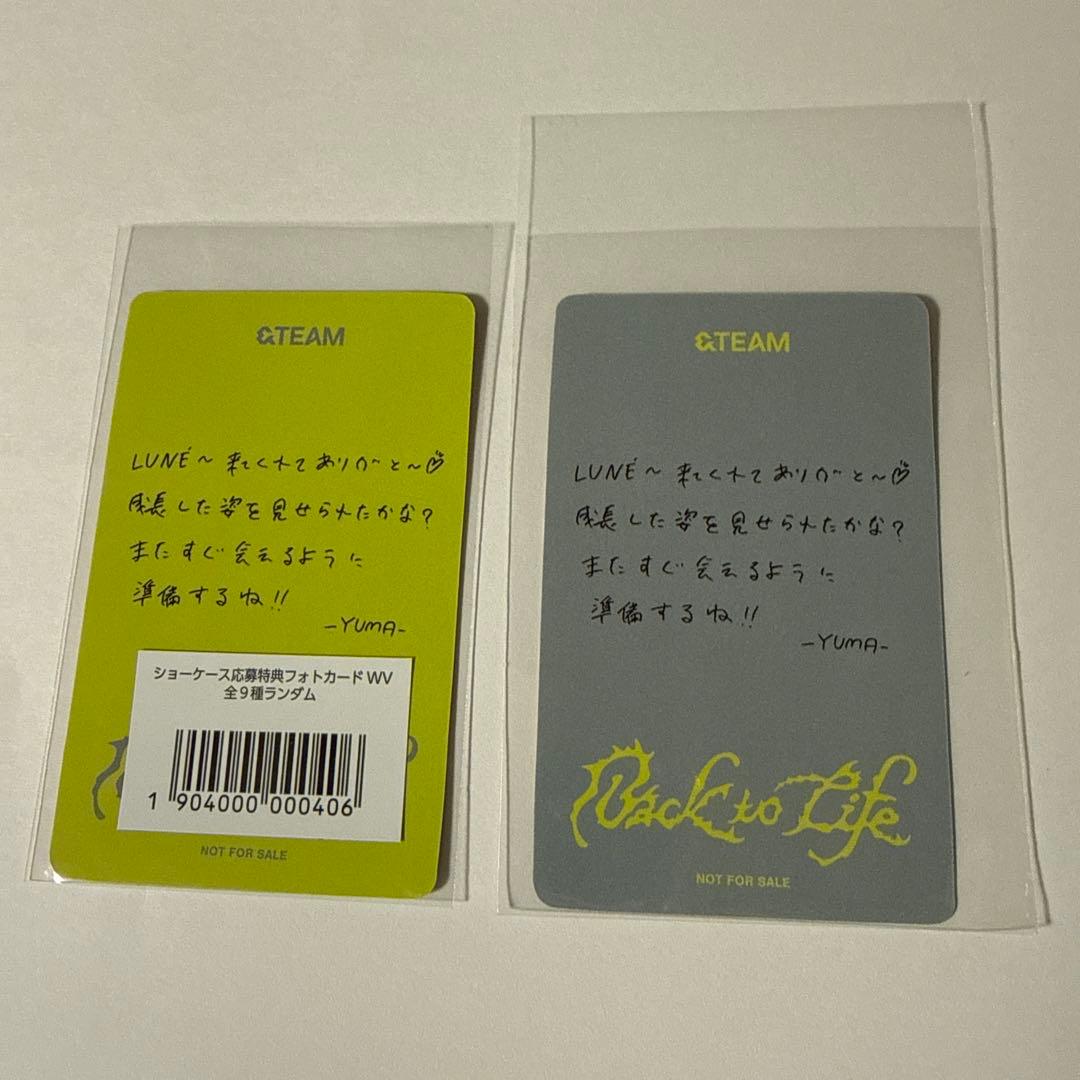 &TEAM
LUNÉ～ 来てくれてありがと～♡
成長した姿を見せられたかな？
またすぐ会えるように
準備するね!!
-YUMA-
ショーケース応募特典フォトカード WV
全9種ランダム
1 904000 000406
NOT FOR SALE
&TEAM
LUNÉ～ 来てくれてありがと～♡
成長した姿を見せられたかな？
またすぐ会えるように
準備するね!!
-YUMA-
Back to Life
NOT FOR SALE